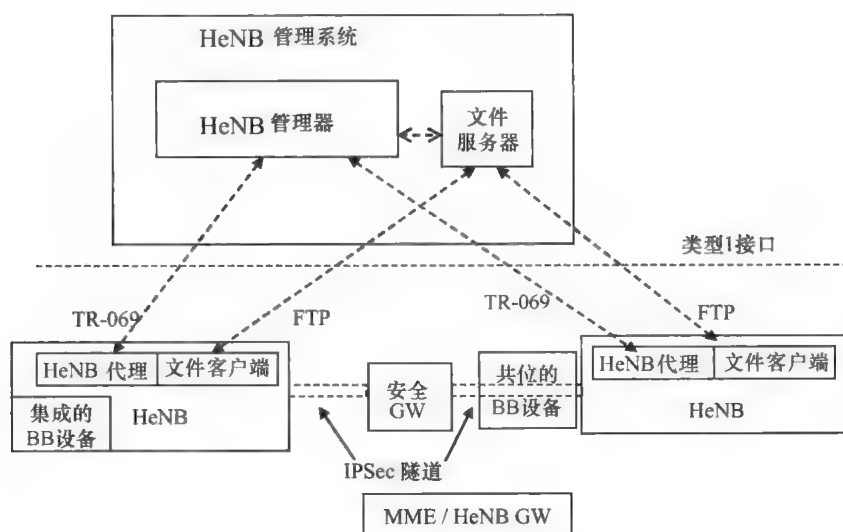 HeNB 管理系统
HeNB 管理器
文件
服务器
类型1接口
TR-069
FTP
TR-069
FTP
HeNB 代理
文件客户端
集成的
BB设备
HeNB
安全
GW
共位的
BB设备
HeNB代理
文件客户端
HeNB
IPSec 隧道
MME / HeNB GW